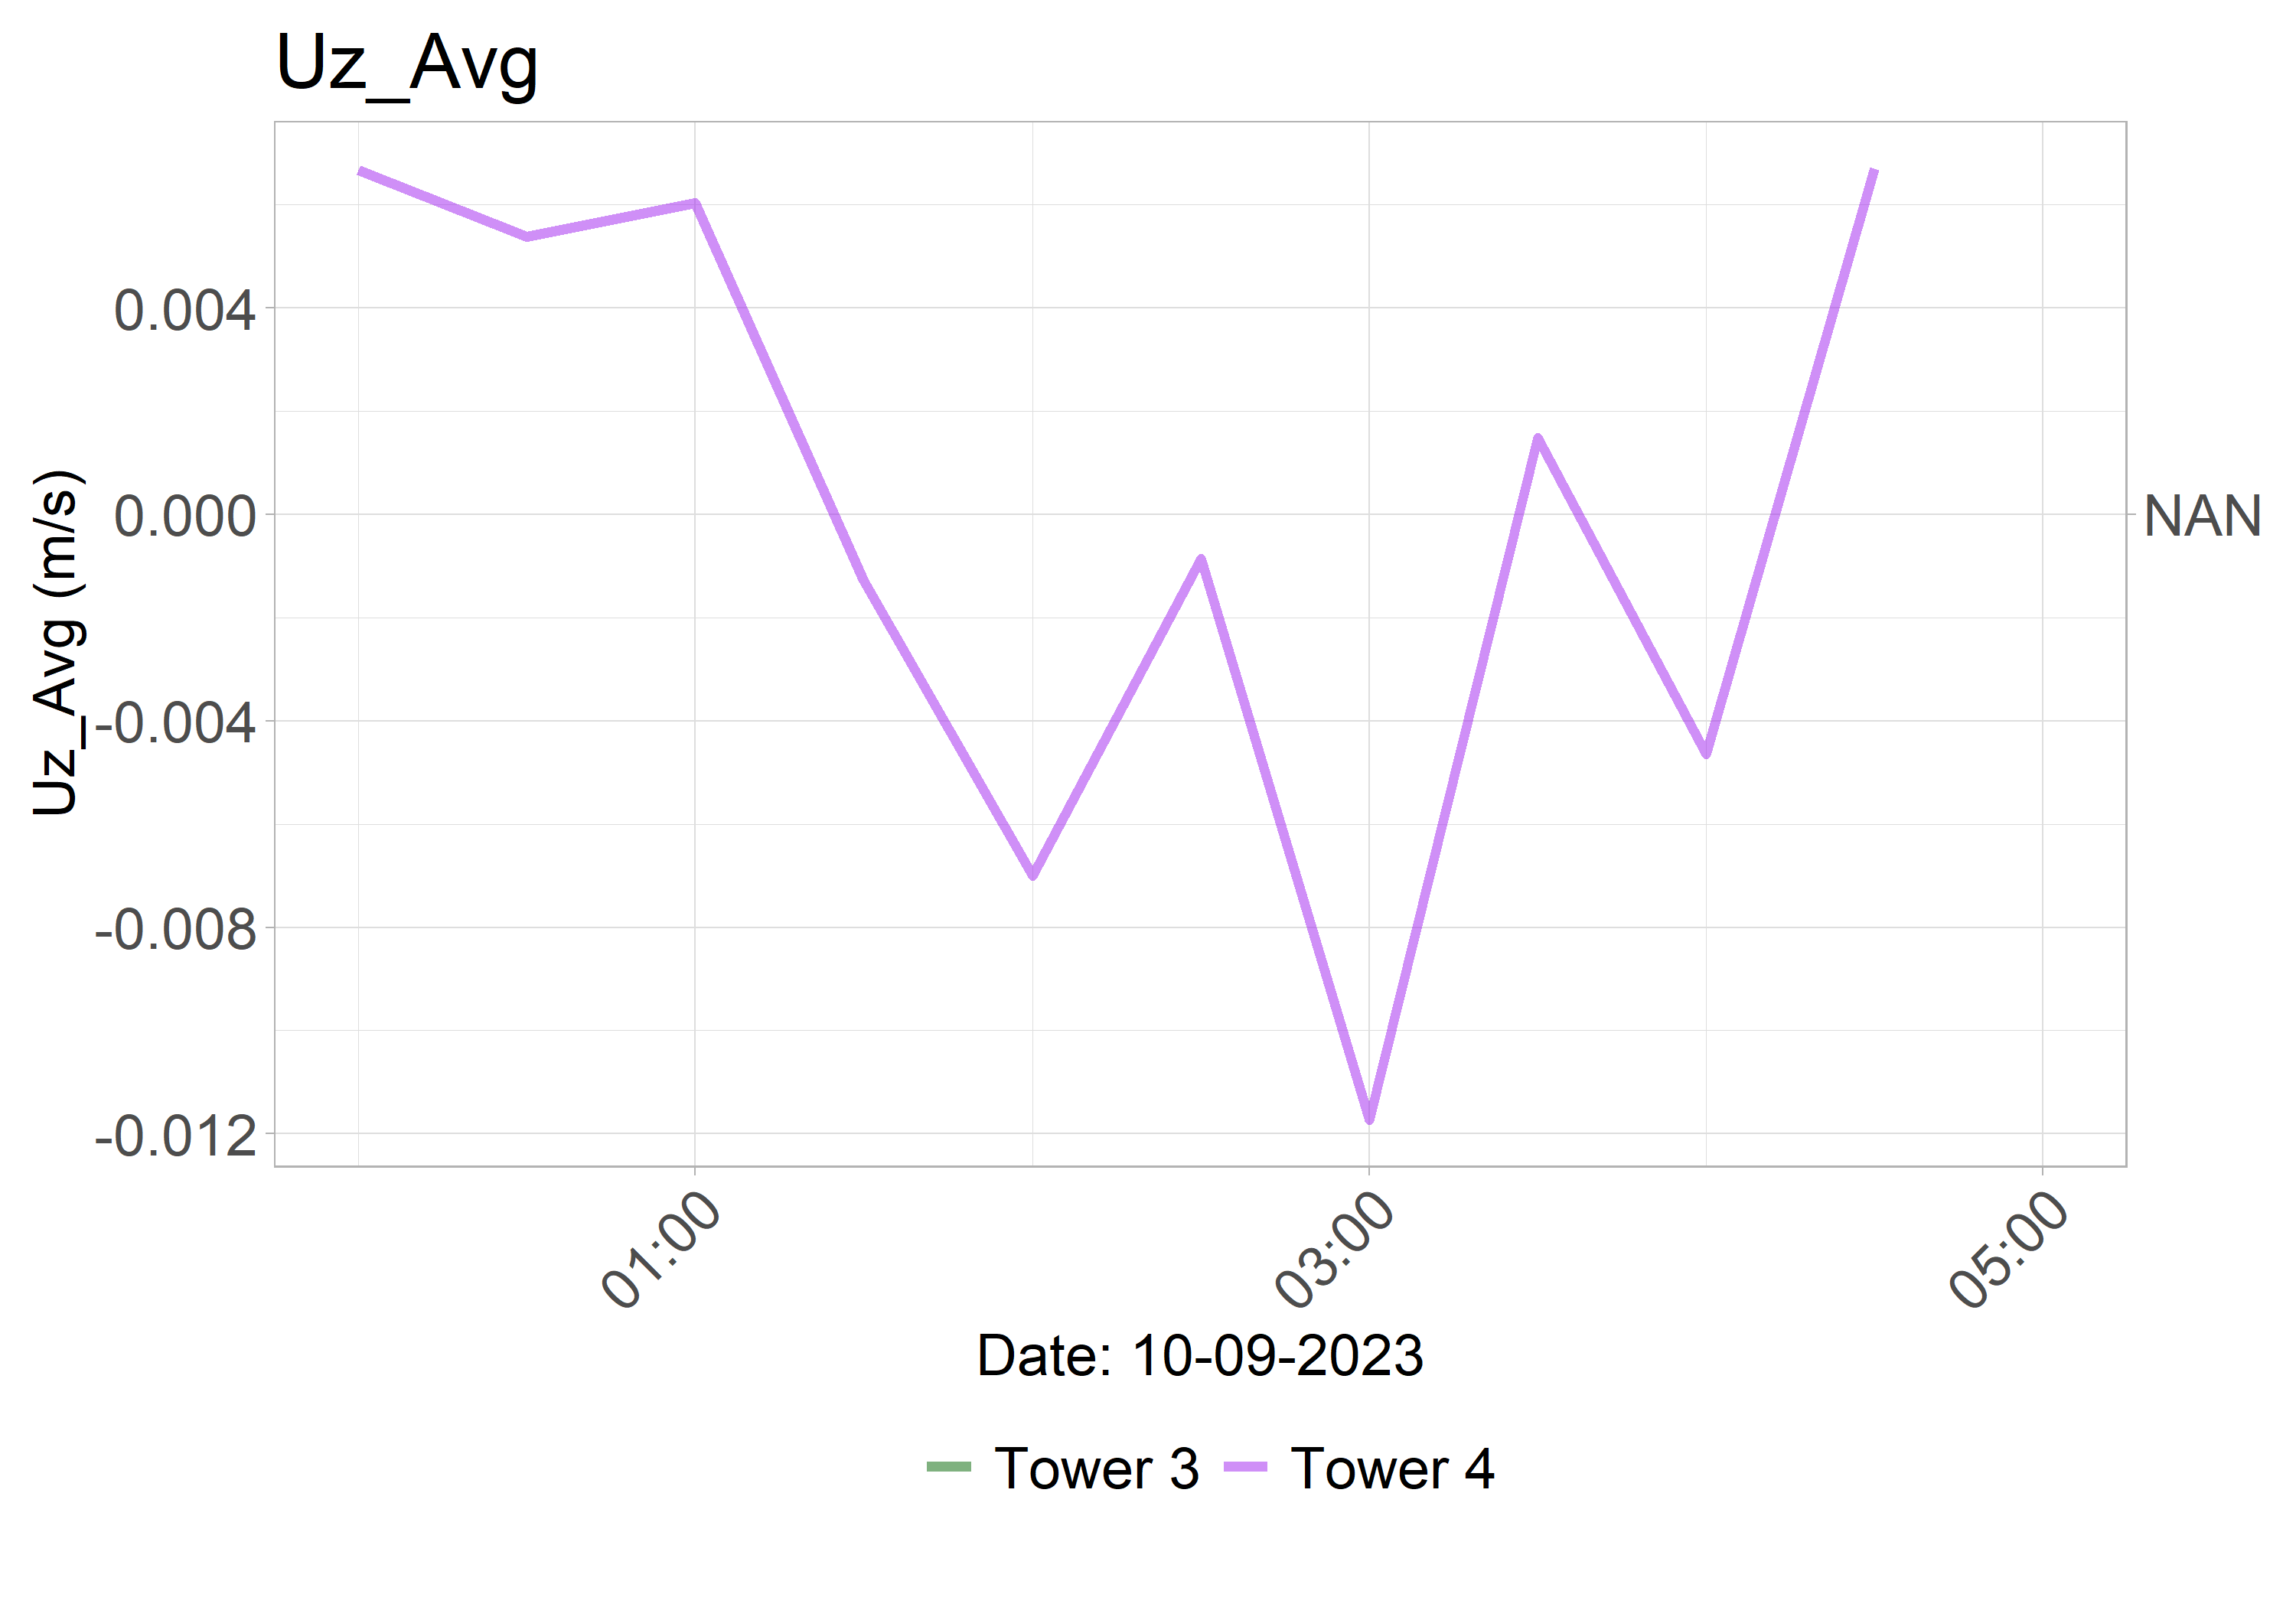 Uz_Avg
Uz_Avg (m/s)
0.004
0.000
-0.004
-0.008
-0.012
NAN
01:00
03:00
05:00
Date: 10-09-2023
Tower 3
Tower 4